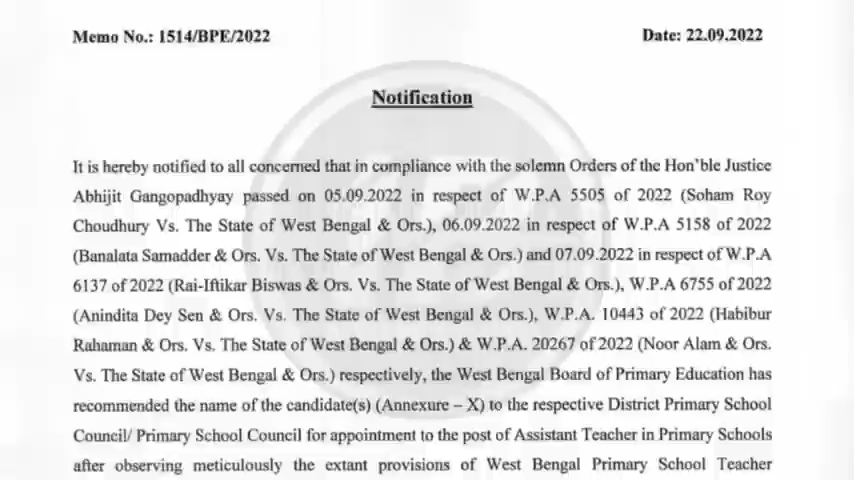 Memo No.: 1514/BPE/2022 Date: 22.09.2022
Notification
It is hereby notified to all concerned that in compliance with the solemn Orders of the Hon'ble Justice
Abhijit Gangopadhyay passed on 05.09.2022 in respect of W.P.A 5505 of 2022 (Soham Roy
Choudhury Vs. The State of West Bengal & Ors.), 06.09.2022 in respect of W.P.A 5158 of 2022
(Banalata Samadder & Ors. Vs. The State of West Bengal & Ors.) and 07.09.2022 in respect of W.P.A
6137 of 2022 (Rai-Iftikar Biswas & Ors. Vs. The State of West Bengal & Ors.), W.P.A 6755 of 2022
(Anindita Dey Sen & Ors. Vs. The State of West Bengal & Ors.), W.P.A. 10443 of 2022 (Habibur
Rahaman & Ors. Vs. The State of West Bengal & Ors.) & W.P.A. 20267 of 2022 (Noor Alam & Ors.
Vs. The State of West Bengal & Ors.) respectively, the West Bengal Board of Primary Education has
recommended the name of the candidate(s) (Annexure – X) to the respective District Primary School
Council/ Primary School Council for appointment to the post of Assistant Teacher in Primary Schools
after observing meticulously the extant provisions of West Bengal Primary School Teacher